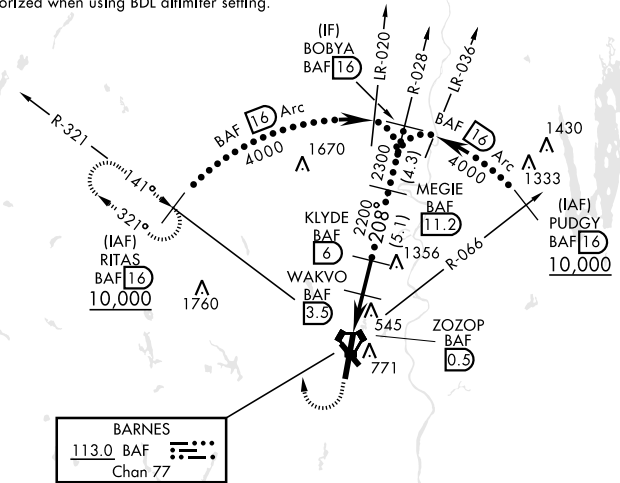 orized when using BDL altimiter setting.
(IF)
BOBYA
BAF 16
LR-020
R-028
LR-036
R-321
BAF 16 Arc
4000
1670
BAF 16 Arc
4000
1430
1333
141°
321°
2300
(4.3)
MEGIE
BAF
11.2
(IAF)
PUDGY
BAF 16
10,000
KLYDE
BAF
6
2200
208°
(5.1)
1356
R-066
(IAF)
RITAS
BAF 16
10,000
1760
WAKVO
BAF
3.5
545
ZOZOP
BAF
0.5
771
BARNES
113.0 BAF
Chan 77